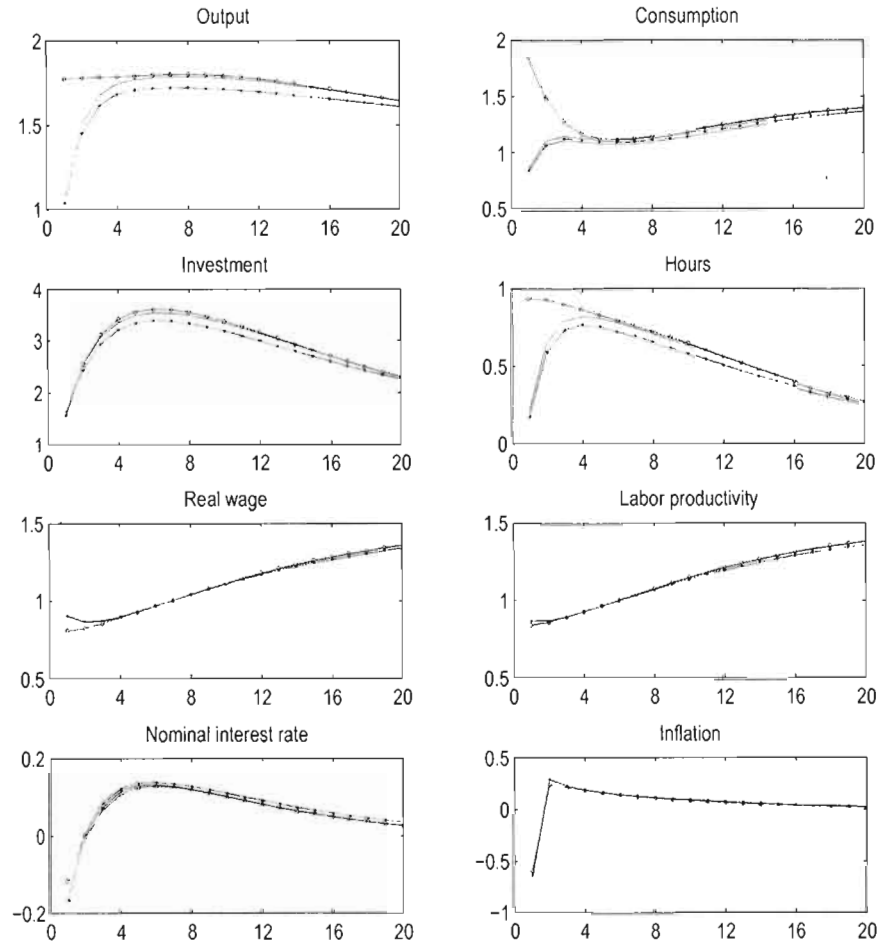 Output
2
1.5
1
0 4 8 12 16 20
Consumption
2
1.5
1
0.5
0 4 8 12 16 20
Investment
4
3
2
1
0 4 8 12 16 20
Hours
1
0.5
0
0 4 8 12 16 20
Real wage
1.5
1
0.5
0 4 8 12 16 20
Labor productivity
1.5
1
0.5
0 4 8 12 16 20
Nominal interest rate
0.2
0
−0.2
0 4 8 12 16 20
Inflation
0.5
0
−0.5
−1
0 4 8 12 16 20